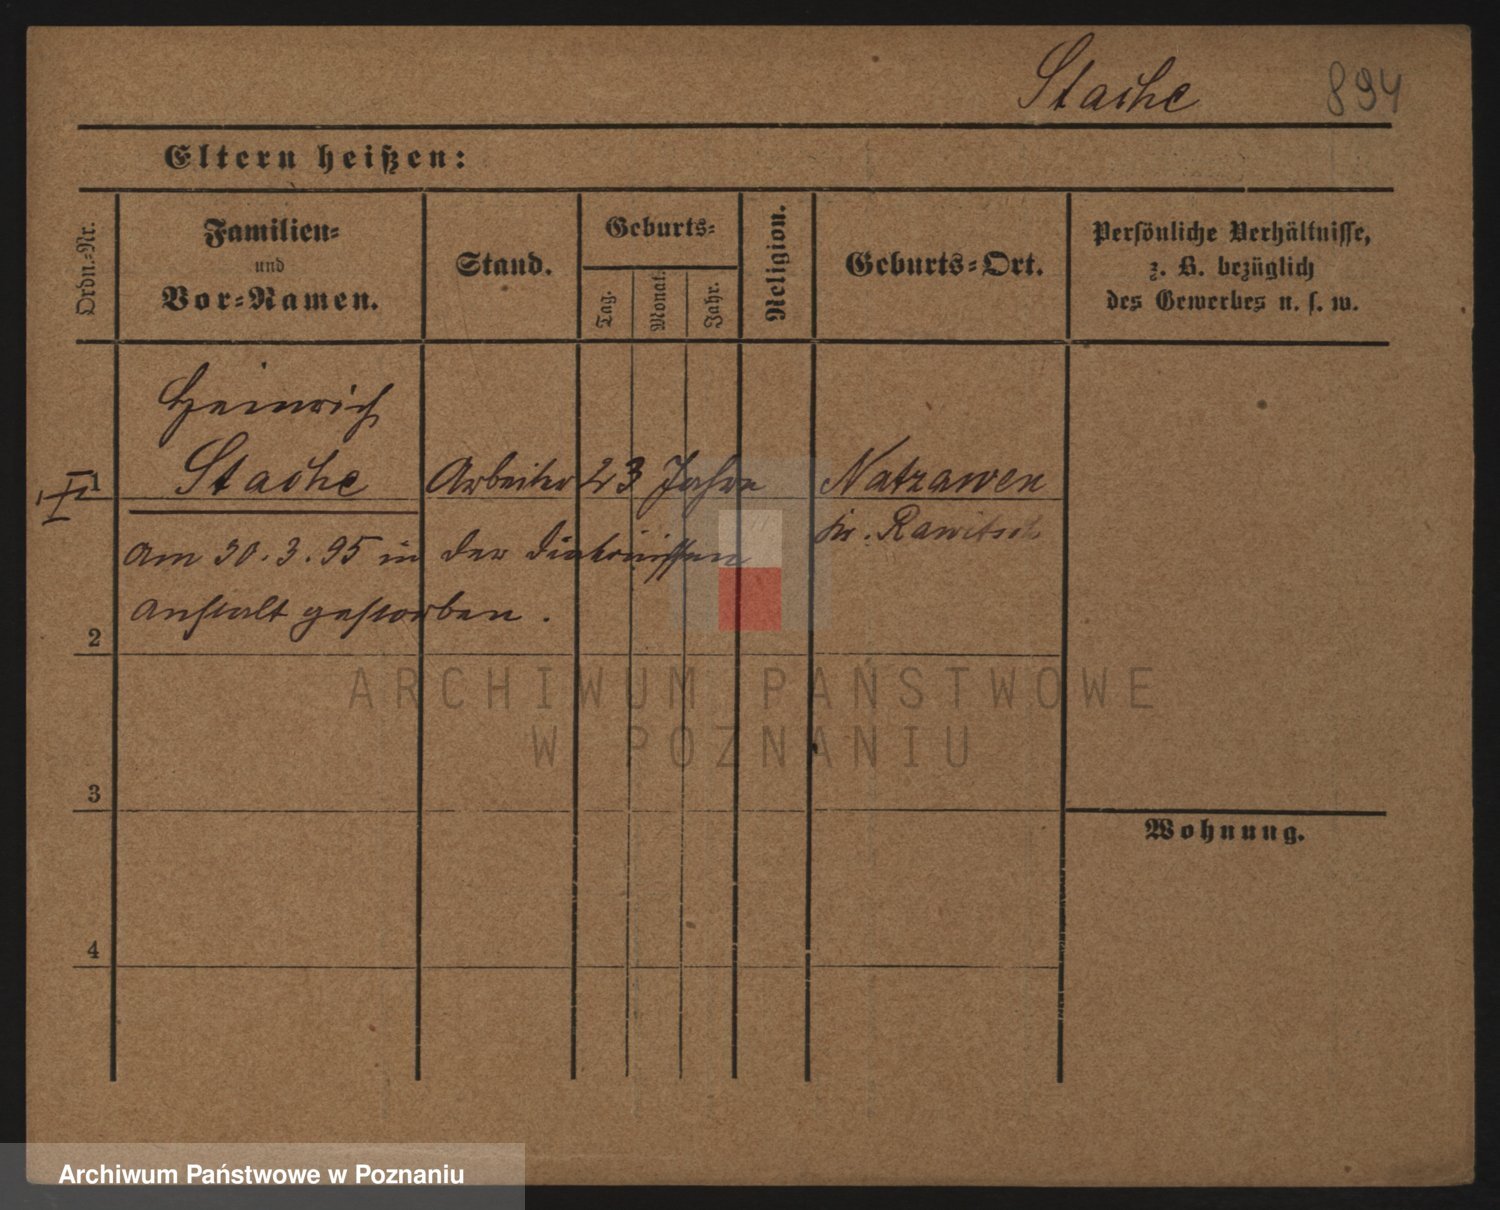 Stache 894
Eltern heißen:
Ordn.-Nr.
Familien-
und
Vor-Namen.
Stand.
Geburts-
Tag.
Monat.
Jahr.
Religion.
Geburts-Ort.
Persönliche Verhältnisse,
z. B. bezüglich
des Gewerbes u. s. w.
Heinrich
1 Stache Arbeiter 23 Jahre Natzawen
Kr. Rawitsch
am 30.3.95 in der Diakonissen
2 Anstalt gestorben.
3
Wohnung.
4
ARCHIWUM PAŃSTWOWE
W POZNANIU
Archiwum Państwowe w Poznaniu